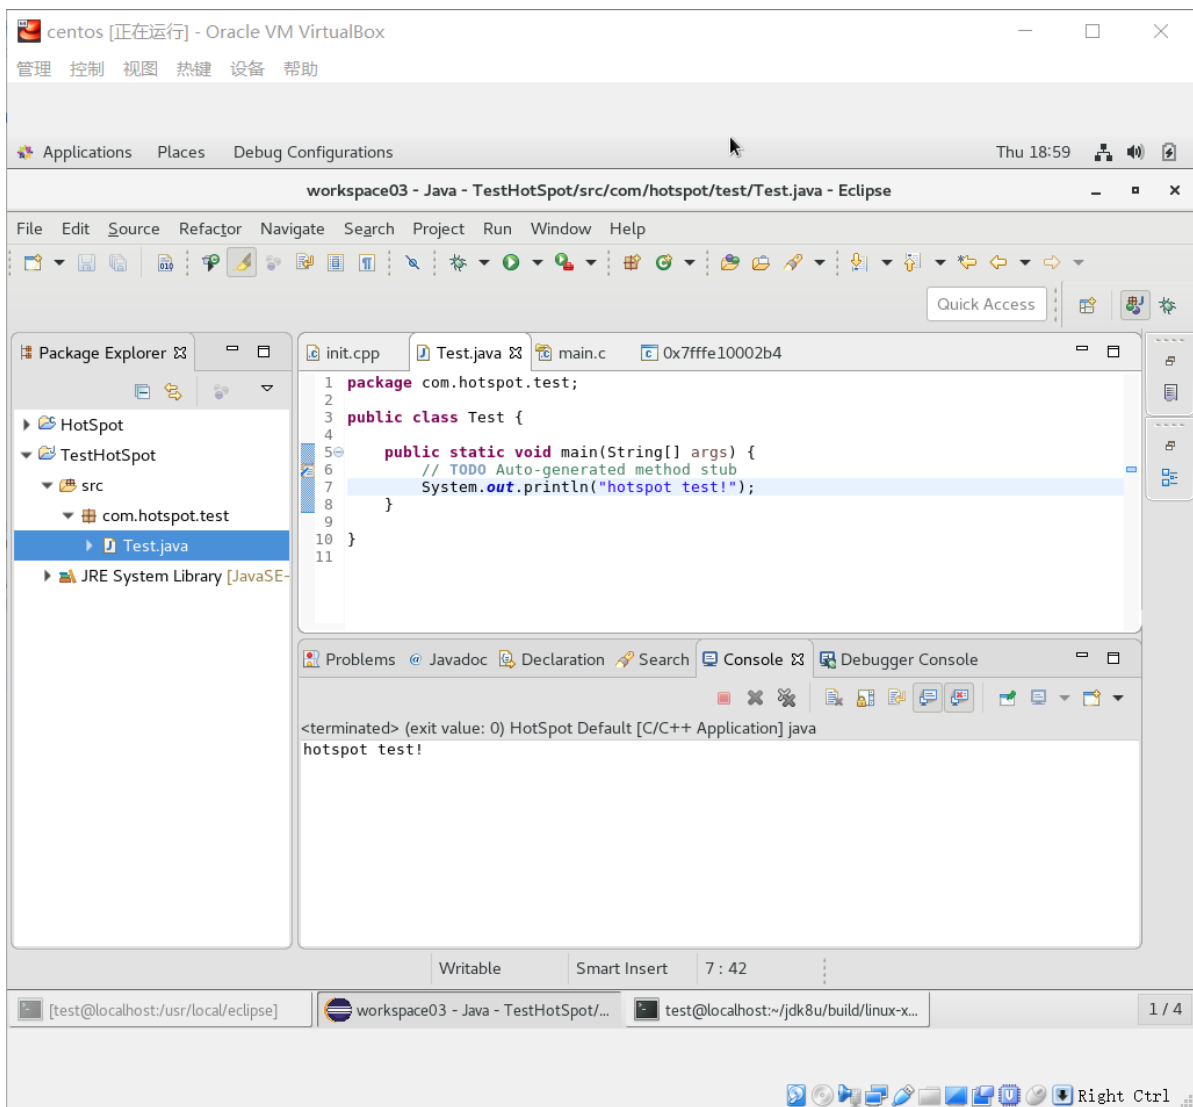 centos [正在运行] - Oracle VM VirtualBox
管理 控制 视图 热键 设备 帮助
Applications Places Debug Configurations Thu 18:59
workspace03 - Java - TestHotSpot/src/com/hotspot/test/Test.java - Eclipse
File Edit Source Refactor Navigate Search Project Run Window Help
Quick Access
Package Explorer
HotSpot
TestHotSpot
src
com.hotspot.test
Test.java
JRE System Library [JavaSE-
init.cpp Test.java main.c 0x7fffe10002b4
1 package com.hotspot.test;
2
3 public class Test {
4
5 public static void main(String[] args) {
6 // TODO Auto-generated method stub
7 System.out.println("hotspot test!");
8 }
9
10 }
11
Problems @ Javadoc Declaration Search Console Debugger Console
<terminated> (exit value: 0) HotSpot Default [C/C++ Application] java
hotspot test!
Writable Smart Insert 7 : 42
[test@localhost:/usr/local/eclipse] workspace03 - Java - TestHotSpot/... test@localhost:~/jdk8u/build/linux-x... 1 / 4
Right Ctrl